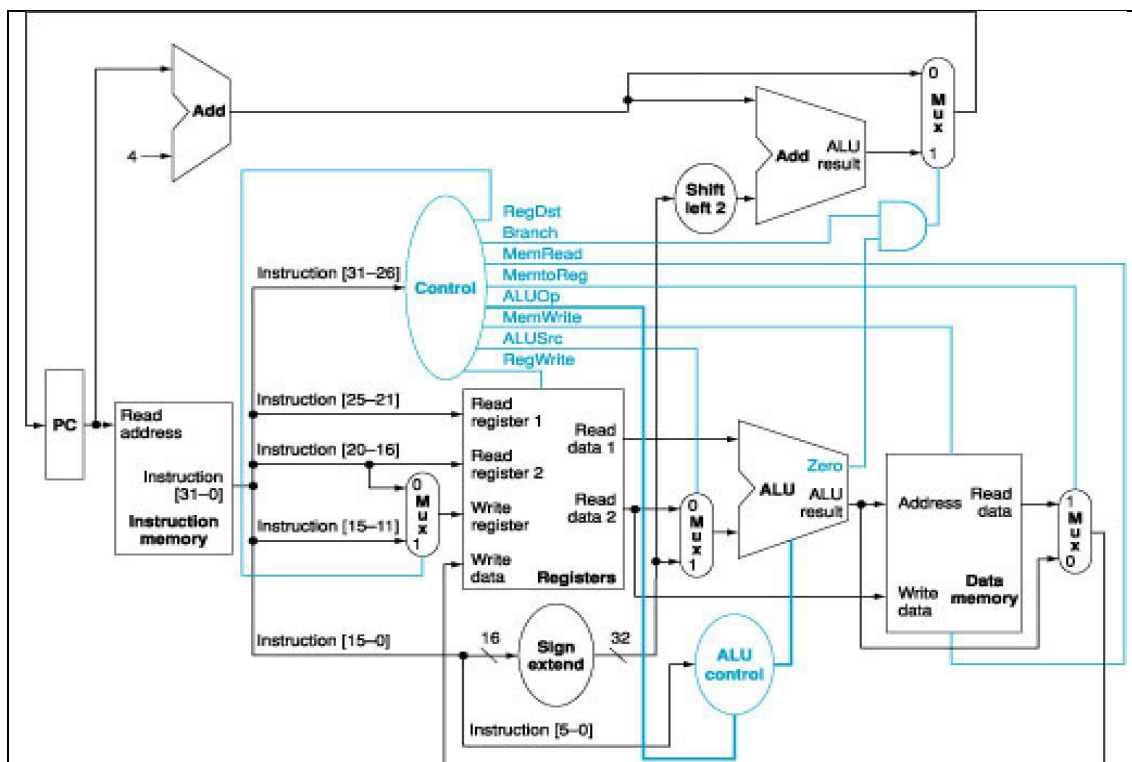 Add
4
0
Mux
1
Add
ALU
result
Shift
left 2
RegDst
Branch
MemRead
MemtoReg
ALUOp
MemWrite
ALUSrc
RegWrite
Control
Instruction [31–26]
Instruction [25–21]
Instruction [20–16]
Instruction [15–11]
Instruction [15–0]
Instruction [5–0]
PC
Read
address
Instruction
[31–0]
Instruction
memory
0
Mux
1
Read
register 1
Read
register 2
Write
register
Write
data
Read
data 1
Read
data 2
Registers
0
Mux
1
Zero
ALU
ALU
result
Address
Read
data
Write
data
Data
memory
1
Mux
0
16
Sign
extend
32
ALU
control